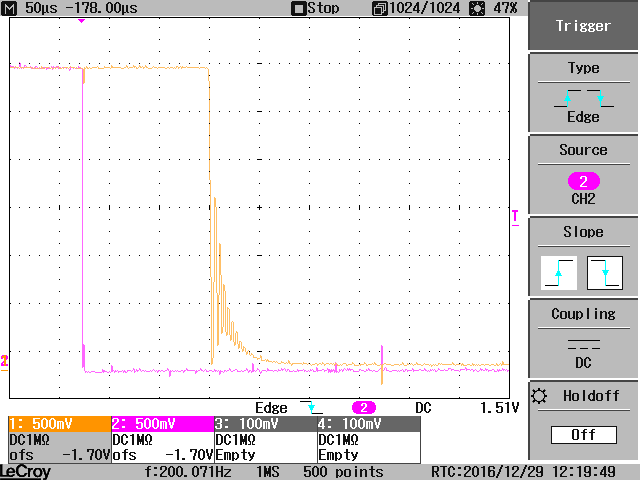 M 50µs -178.00µs Stop 1024/1024 47%
Trigger
Type
Edge
Source
2
CH2
T
Slope
Coupling
DC
2
Holdoff
Off
Edge 2 DC 1.51V
1: 500mV 2: 500mV 3: 100mV 4: 100mV
DC1MΩ DC1MΩ DC1MΩ DC1MΩ
ofs -1.70V ofs -1.70V Empty Empty
LeCroy f:200.071Hz 1MS 500 points RTC:2016/12/29 12:19:49